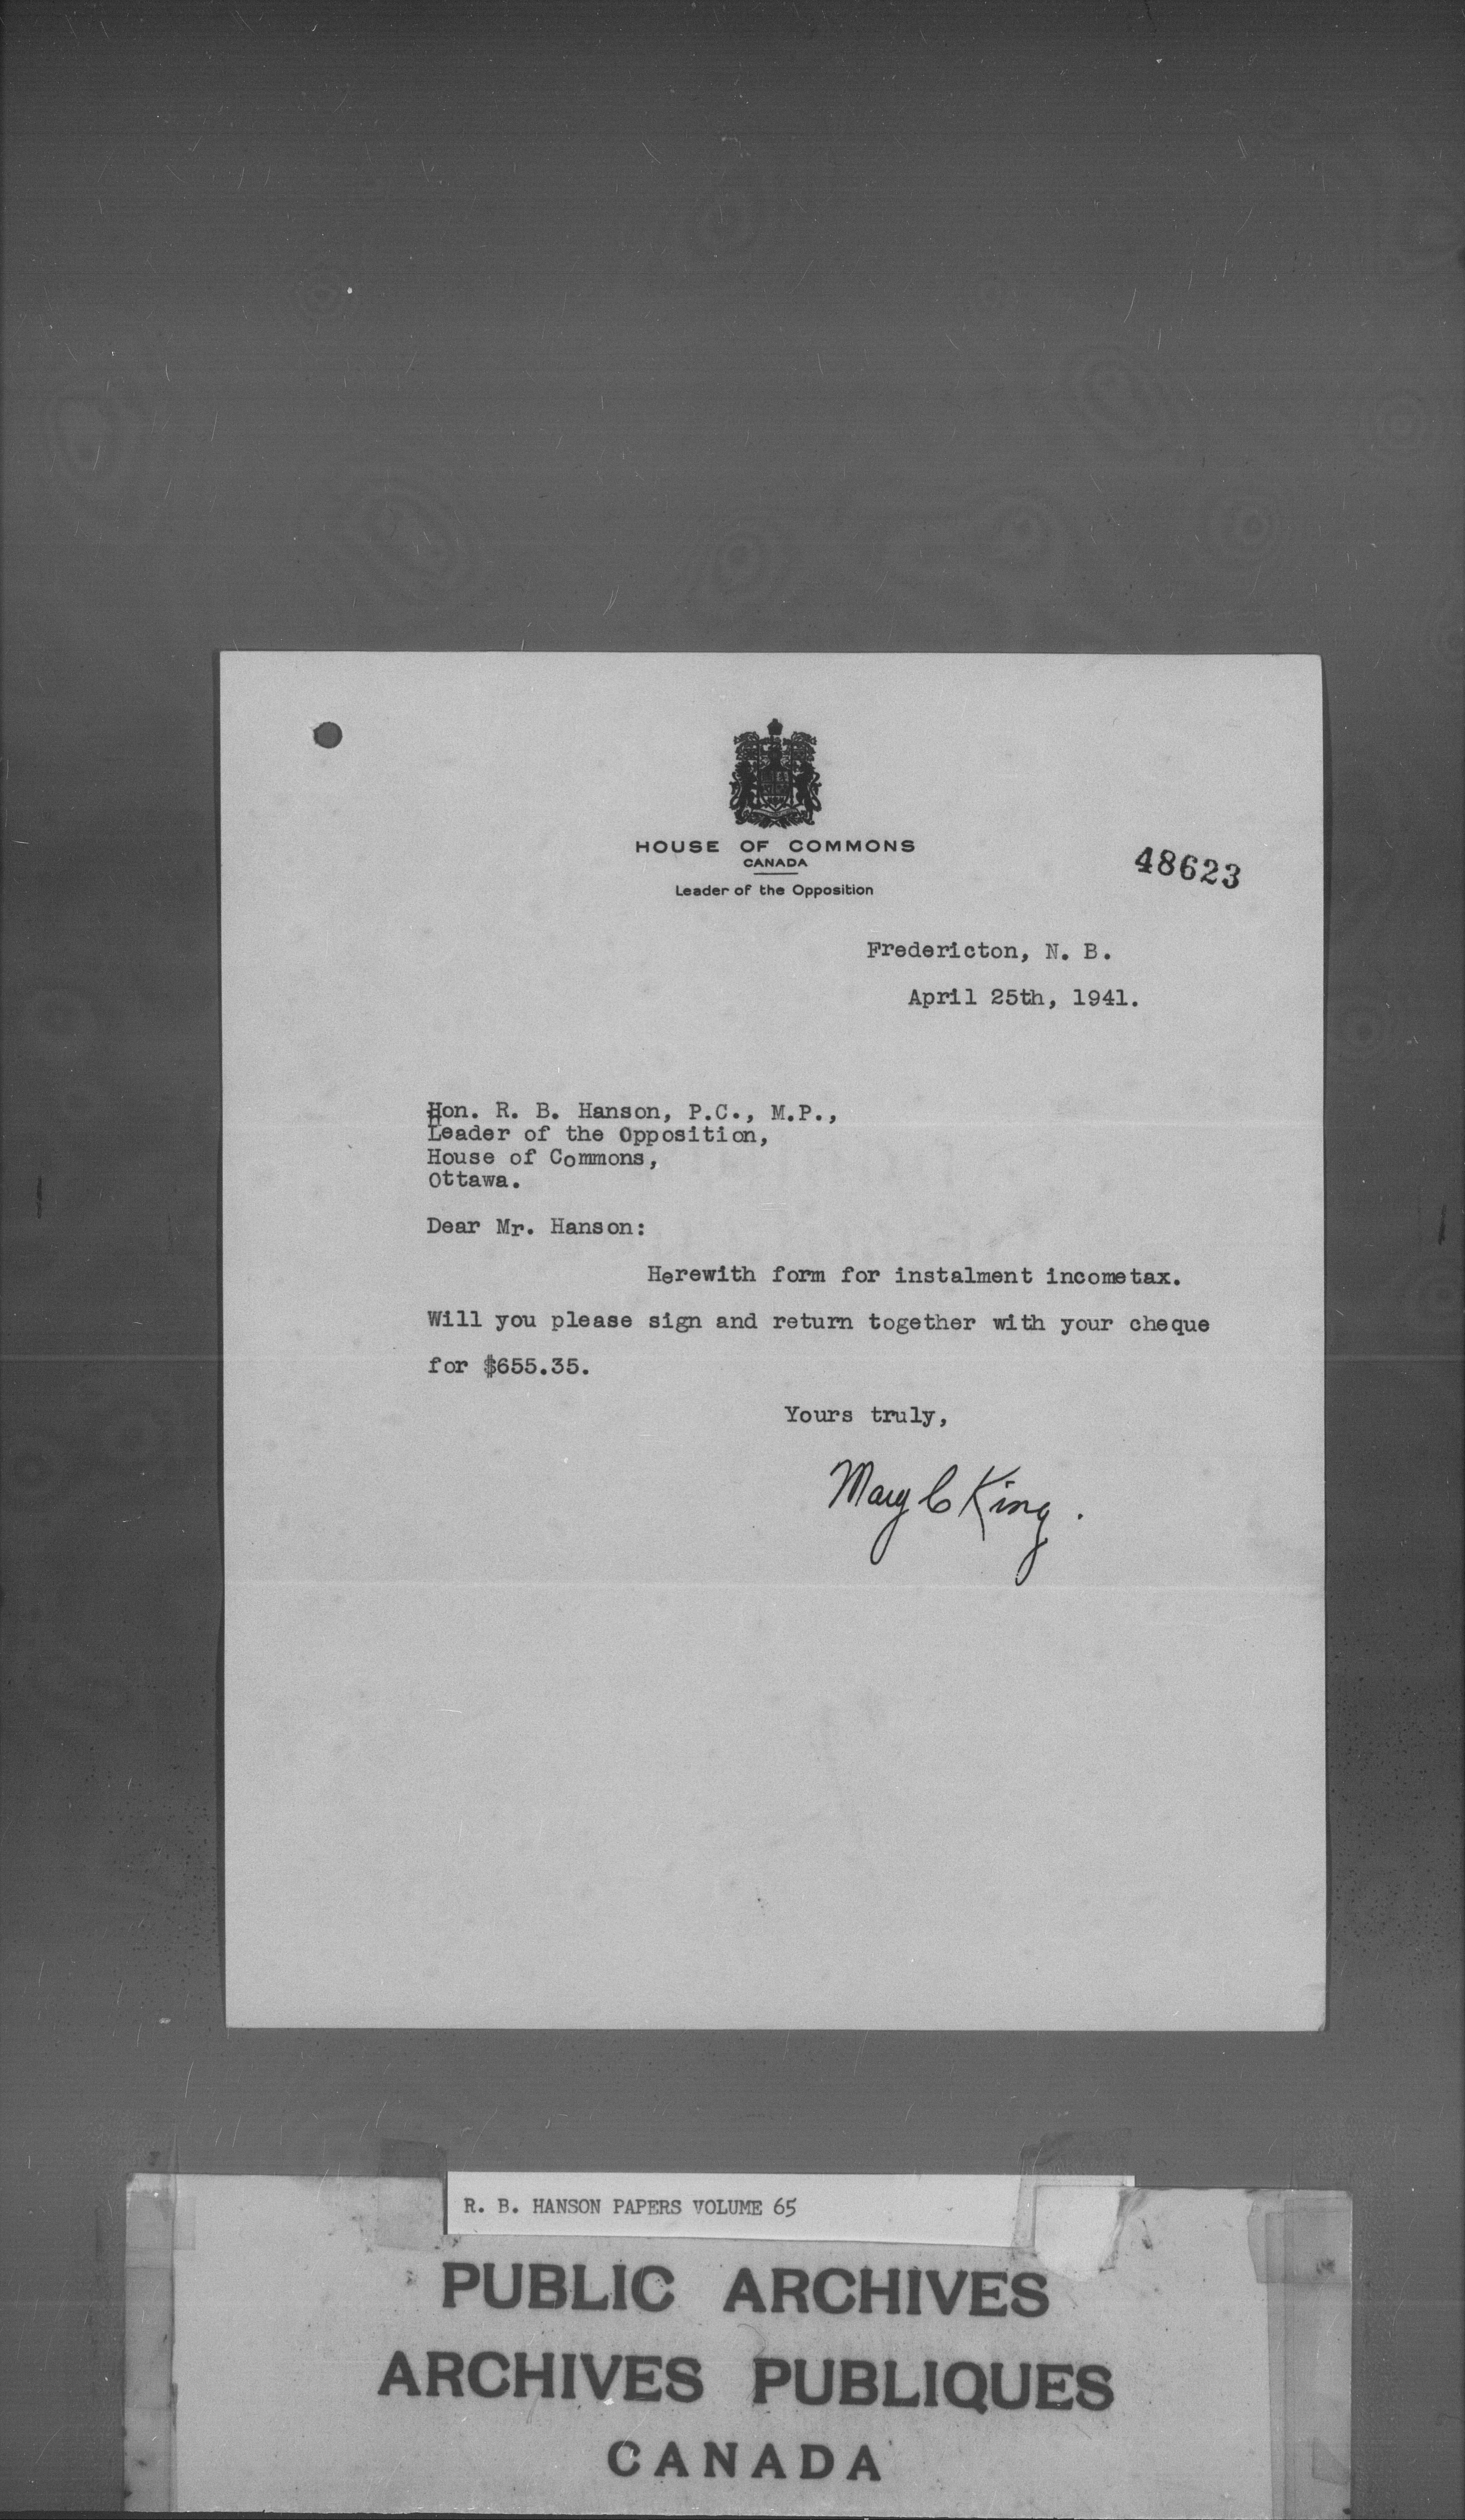 HOUSE OF COMMONS
CANADA
Leader of the Opposition
48623
Fredericton, N. B.
April 25th, 1941.
Hon. R. B. Hanson, P.C., M.P.,
Leader of the Opposition,
House of Commons,
Ottawa.
Dear Mr. Hanson:
Herewith form for instalment incometax.
Will you please sign and return together with your cheque
for $655.35.
Yours truly,
Mary C King.
R. B. HANSON PAPERS VOLUME 65
PUBLIC ARCHIVES
ARCHIVES PUBLIQUES
CANADA